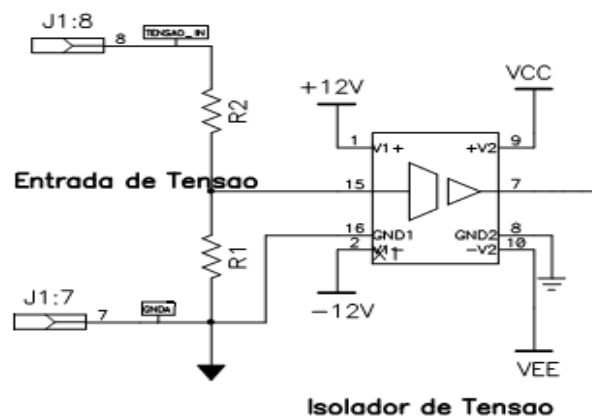 J1:8
8
TENSAO_IN
R2
+12V
VCC
1
V1+
+V2
9
Entrada de Tensao
15
7
16
GND1
GND2
8
2
V1-
-V2
10
X1
R1
J1:7
7
GNDA
-12V
VEE
Isolador de Tensao